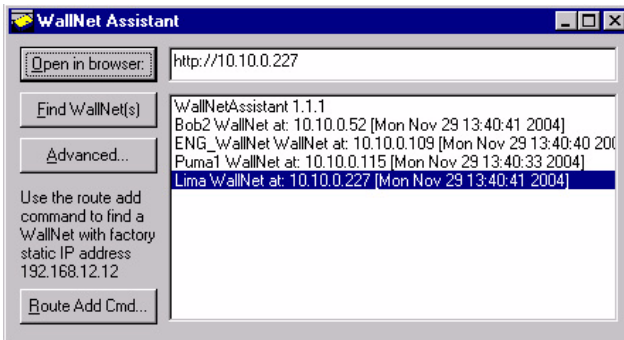 WallNet Assistant
Open in browser:
http://10.10.0.227
Find WallNet(s)
Advanced...
Use the route add
command to find a
WallNet with factory
static IP address
192.168.12.12
Route Add Cmd...
WallNetAssistant 1.1.1
Bob2 WallNet at: 10.10.0.52 [Mon Nov 29 13:40:41 2004]
ENG_WallNet WallNet at: 10.10.0.109 [Mon Nov 29 13:40:40 200
Puma1 WallNet at: 10.10.0.115 [Mon Nov 29 13:40:33 2004]
Lima WallNet at: 10.10.0.227 [Mon Nov 29 13:40:41 2004]